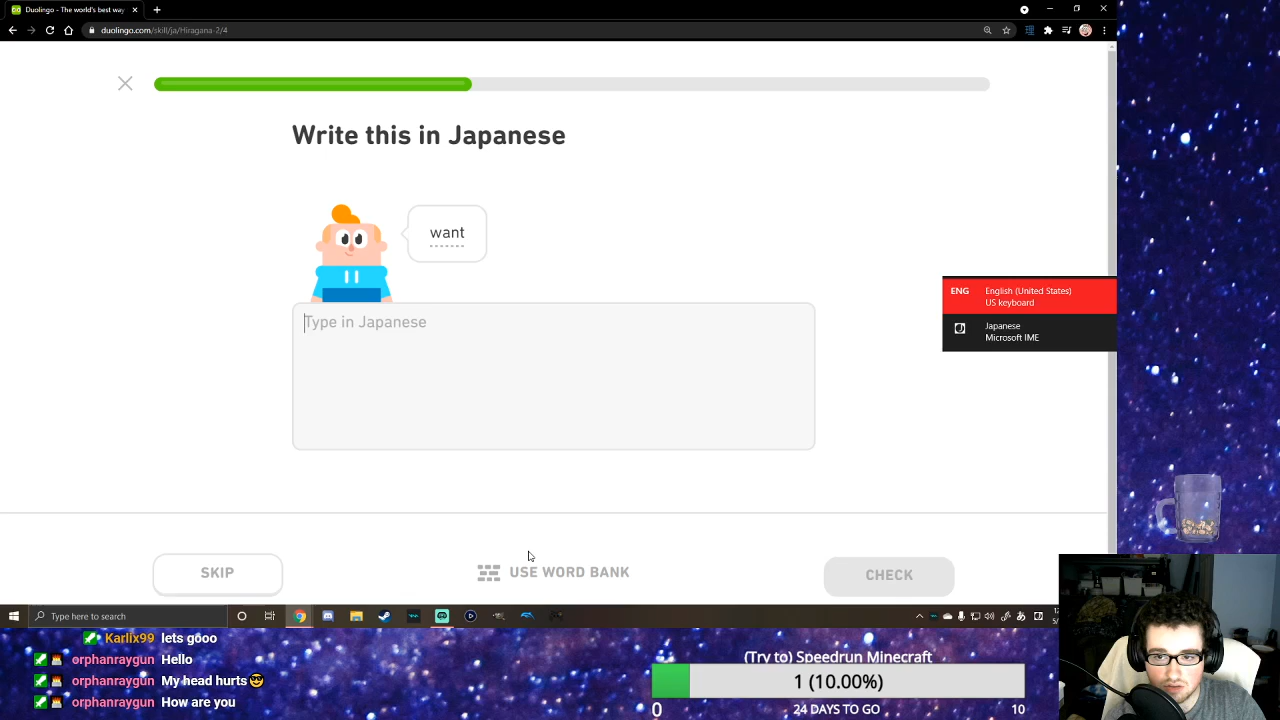 Duolingo - The world's best way
duolingo.com/skill/ja/Hiragana-2/4
Write this in Japanese
want
Type in Japanese
ENG
English (United States)
US keyboard
Japanese
Microsoft IME
SKIP
USE WORD BANK
CHECK
Type here to search
Karlix99 lets gooo
orphanraygun Hello
orphanraygun My head hurts😎
orphanraygun How are you
(Try to) Speedrun Minecraft
1 (10.00%)
0
24 DAYS TO GO
10